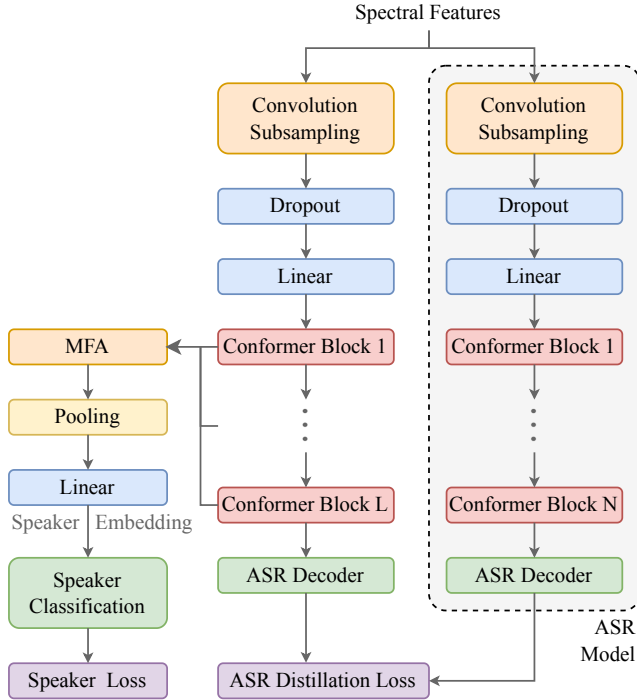 Spectral Features
Convolution
Subsampling
Convolution
Subsampling
Dropout
Dropout
Linear
Linear
MFA
Conformer Block 1
Conformer Block 1
Pooling
Linear
Conformer Block L
Conformer Block N
Speaker Embedding
Speaker
Classification
ASR Decoder
ASR Decoder
ASR
Model
Speaker Loss
ASR Distillation Loss